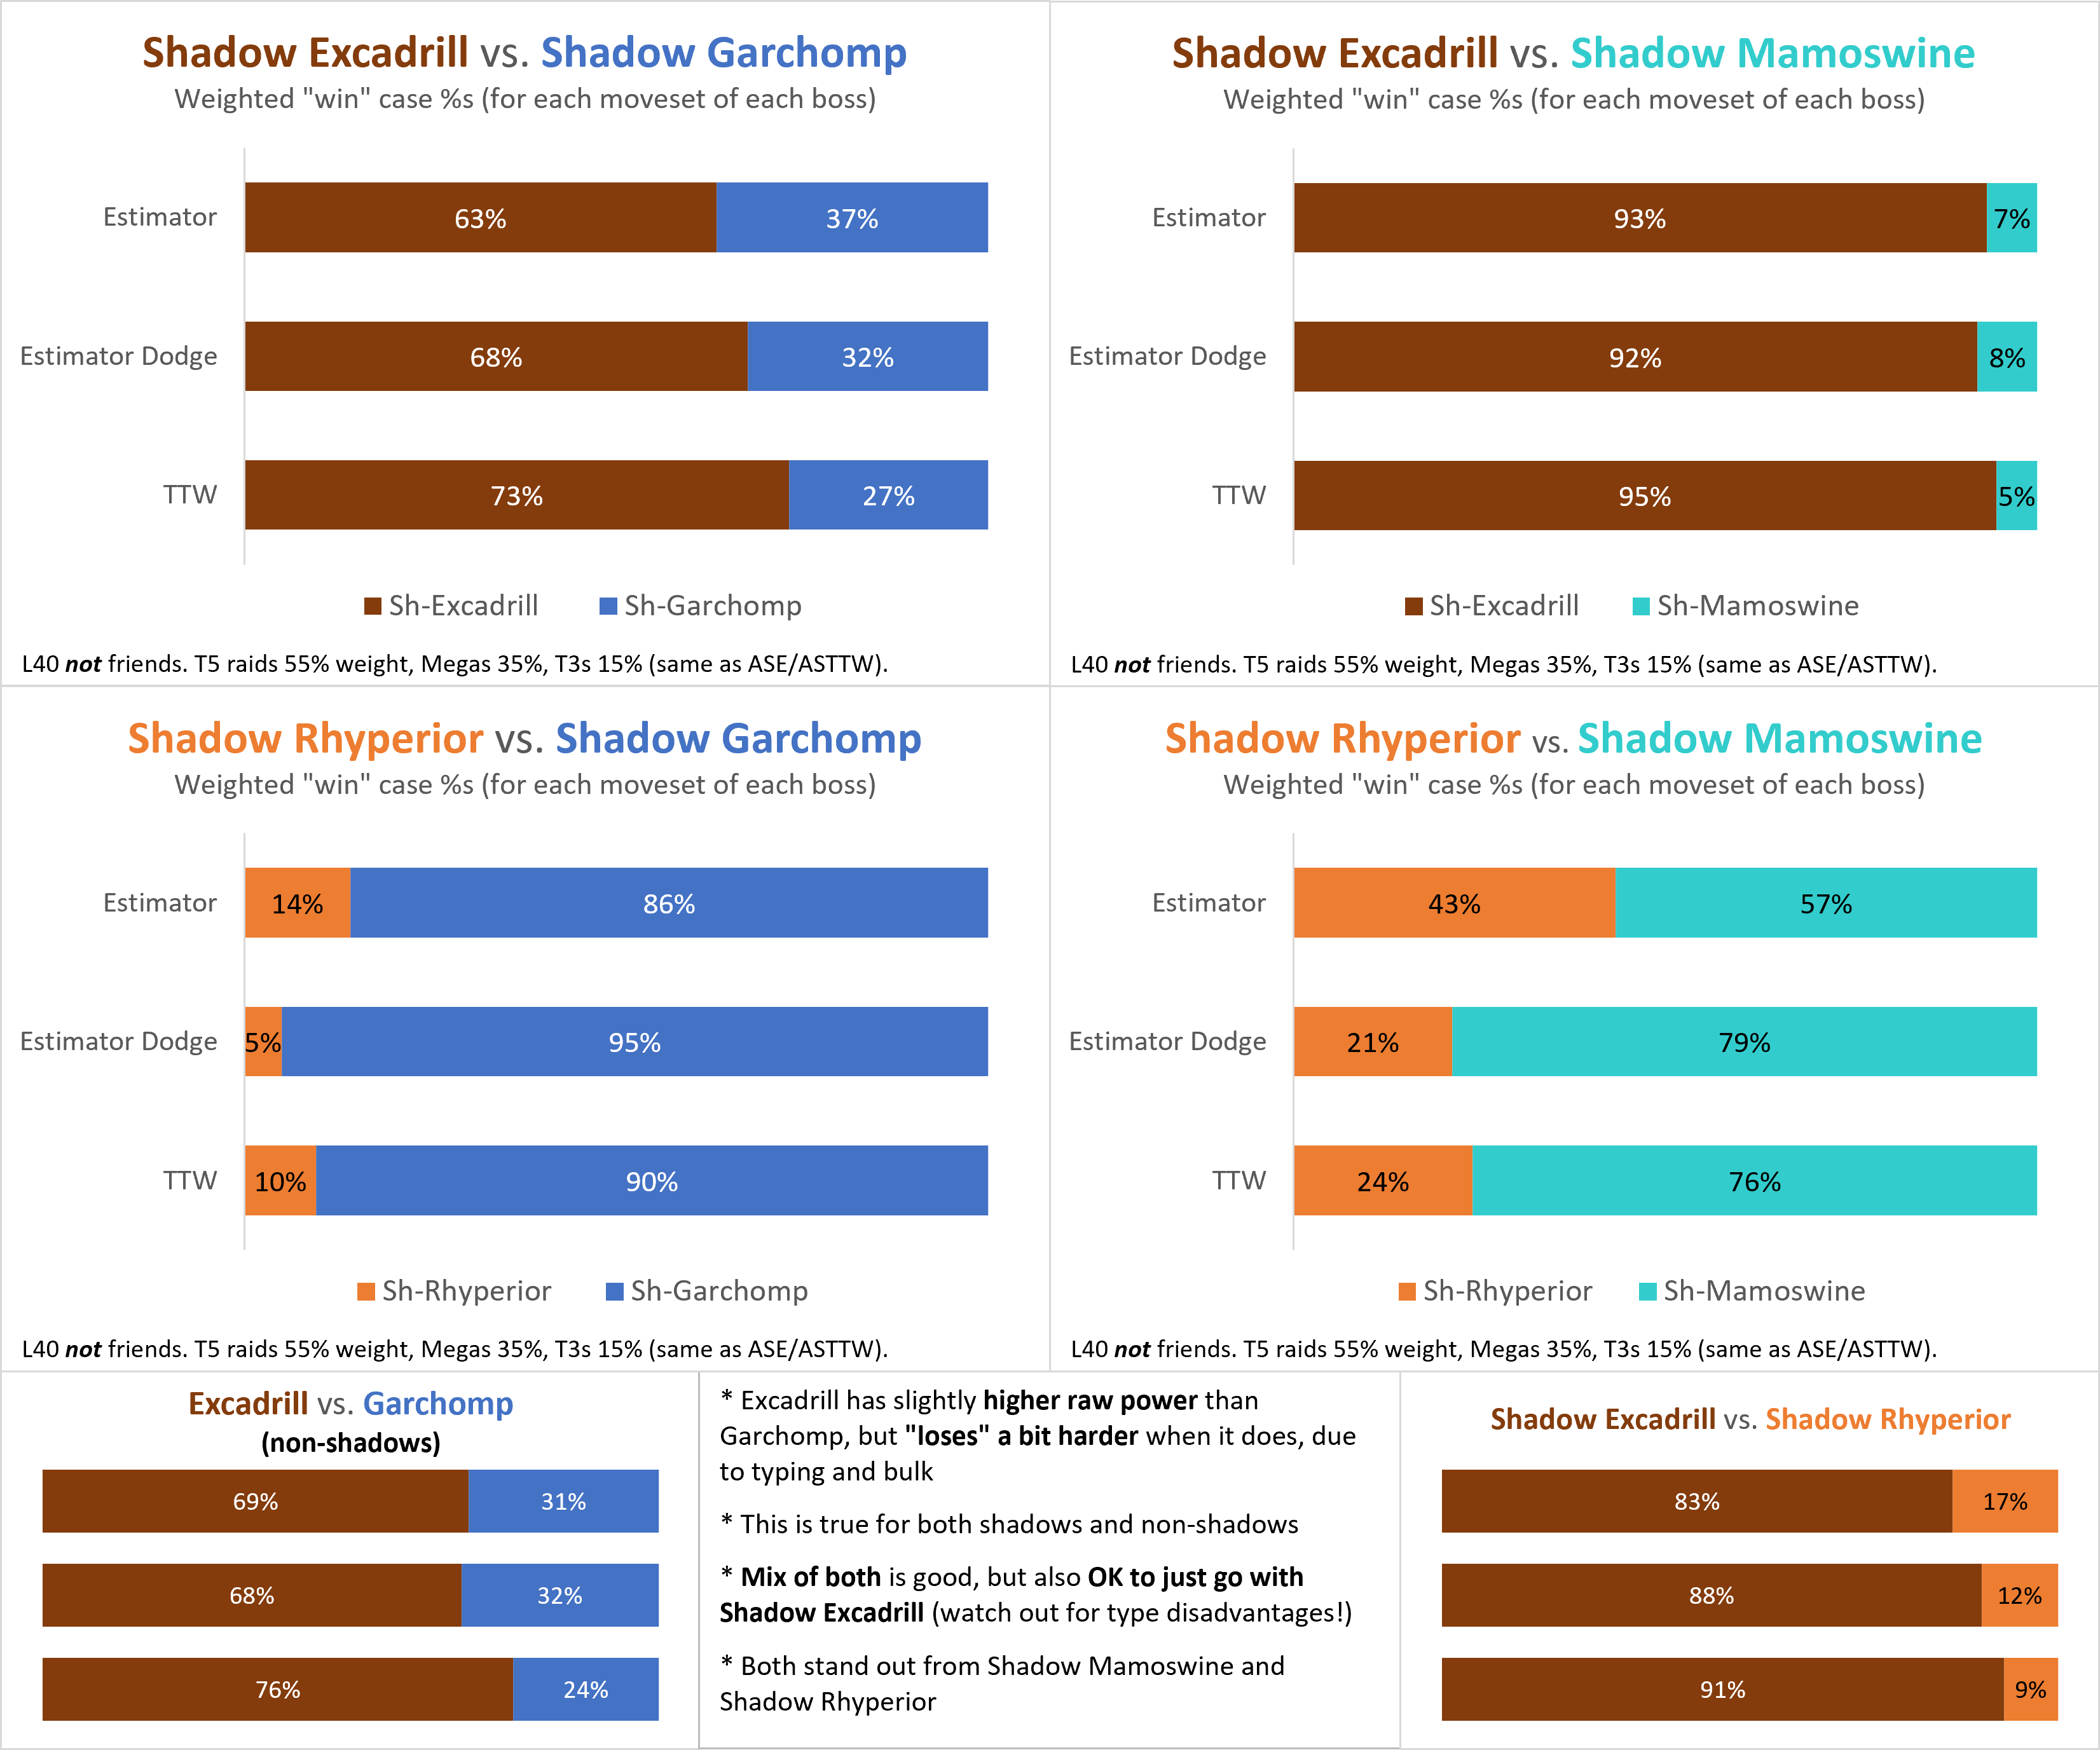 Shadow Excadrill vs. Shadow Garchomp
Weighted "win" case %s (for each moveset of each boss)
Estimator
63%
37%
Estimator Dodge
68%
32%
TTW
73%
27%
Sh-Excadrill
Sh-Garchomp
L40 not friends. T5 raids 55% weight, Megas 35%, T3s 15% (same as ASE/ASTTW).
Shadow Excadrill vs. Shadow Mamoswine
Weighted "win" case %s (for each moveset of each boss)
Estimator
93%
7%
Estimator Dodge
92%
8%
TTW
95%
5%
Sh-Excadrill
Sh-Mamoswine
L40 not friends. T5 raids 55% weight, Megas 35%, T3s 15% (same as ASE/ASTTW).
Shadow Rhyperior vs. Shadow Garchomp
Weighted "win" case %s (for each moveset of each boss)
Estimator
14%
86%
Estimator Dodge
5%
95%
TTW
10%
90%
Sh-Rhyperior
Sh-Garchomp
L40 not friends. T5 raids 55% weight, Megas 35%, T3s 15% (same as ASE/ASTTW).
Shadow Rhyperior vs. Shadow Mamoswine
Weighted "win" case %s (for each moveset of each boss)
Estimator
43%
57%
Estimator Dodge
21%
79%
TTW
24%
76%
Sh-Rhyperior
Sh-Mamoswine
L40 not friends. T5 raids 55% weight, Megas 35%, T3s 15% (same as ASE/ASTTW).
Excadrill vs. Garchomp
(non-shadows)
69%
31%
68%
32%
76%
24%
* Excadrill has slightly higher raw power than
Garchomp, but "loses" a bit harder when it does, due
to typing and bulk
* This is true for both shadows and non-shadows
* Mix of both is good, but also OK to just go with
Shadow Excadrill (watch out for type disadvantages!)
* Both stand out from Shadow Mamoswine and
Shadow Rhyperior
Shadow Excadrill vs. Shadow Rhyperior
83%
17%
88%
12%
91%
9%